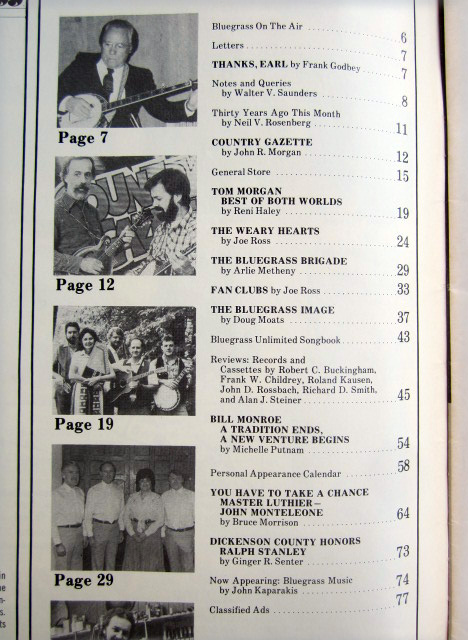 Bluegrass On The Air 6
Letters 7
THANKS, EARL by Frank Godbey 7
Notes and Queries
by Walter V. Saunders 8
Thirty Years Ago This Month
by Neil V. Rosenberg 11
COUNTRY GAZETTE
by John R. Morgan 12
General Store 15
TOM MORGAN
BEST OF BOTH WORLDS
by Reni Haley 19
THE WEARY HEARTS
by Joe Ross 24
THE BLUEGRASS BRIGADE
by Arlie Metheny 29
FAN CLUBS by Joe Ross 33
THE BLUEGRASS IMAGE
by Doug Moats 37
Bluegrass Unlimited Songbook 43
Reviews: Records and
Cassettes by Robert C. Buckingham,
Frank W. Childrey, Roland Kausen,
John D. Rossbach, Richard D. Smith,
and Alan J. Steiner 45
BILL MONROE
A TRADITION ENDS,
A NEW VENTURE BEGINS
by Michelle Putnam 54
Personal Appearance Calendar 58
YOU HAVE TO TAKE A CHANCE
MASTER LUTHIER—
JOHN MONTELEONE
by Bruce Morrison 64
DICKENSON COUNTY HONORS
RALPH STANLEY
by Ginger R. Senter 73
Now Appearing: Bluegrass Music 74
by John Kaparakis
Classified Ads 77
Page 7
Page 12
Page 19
Page 29